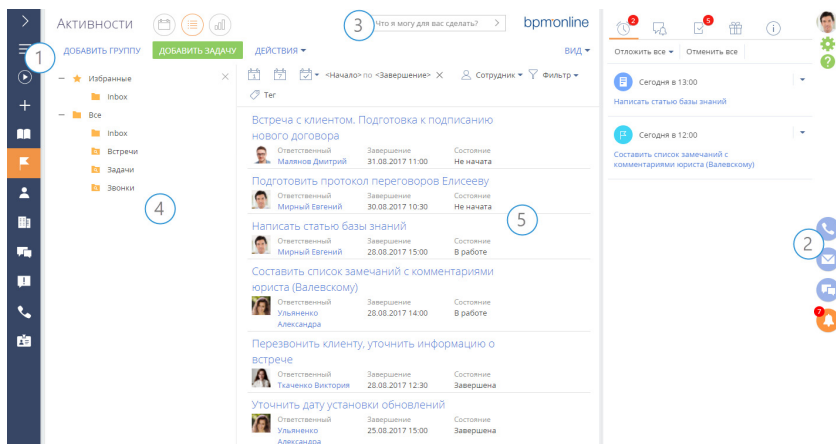 Активности
3
Что я могу для вас сделать?
bpmonline
1
ДОБАВИТЬ ГРУППУ
ДОБАВИТЬ ЗАДАЧУ
ДЕЙСТВИЯ
ВИД
Избранные
Inbox
Все
Inbox
Встречи
Задачи
Звонки
4
<Начало> по <Завершение>
Сотрудник
Фильтр
Тег
Встреча с клиентом. Подготовка к подписанию
нового договора
Ответственный Завершение Состояние
Малянов Дмитрий 31.08.2017 11:00 Не начата
Подготовить протокол переговоров Елисееву
Ответственный Завершение Состояние
Мирный Евгений 30.08.2017 10:30 Не начата
5
Написать статью базы знаний
Ответственный Завершение Состояние
Мирный Евгений 28.08.2017 15:00 В работе
Составить список замечаний с комментариями
юриста (Валевскому)
Ответственный Завершение Состояние
Ульяненко 28.08.2017 14:00 В работе
Александра
Перезвонить клиенту, уточнить информацию о
встрече
Ответственный Завершение Состояние
Ткаченко Виктория 28.08.2017 12:30 Завершена
Уточнить дату установки обновлений
Ответственный Завершение Состояние
Ульяненко 25.08.2017 15:00 Завершена
Александра
2
5
Отложить все Отменить все
Сегодня в 13:00
Написать статью базы знаний
Сегодня в 12:00
Составить список замечаний с
комментариями юриста (Валевскому)
2
7